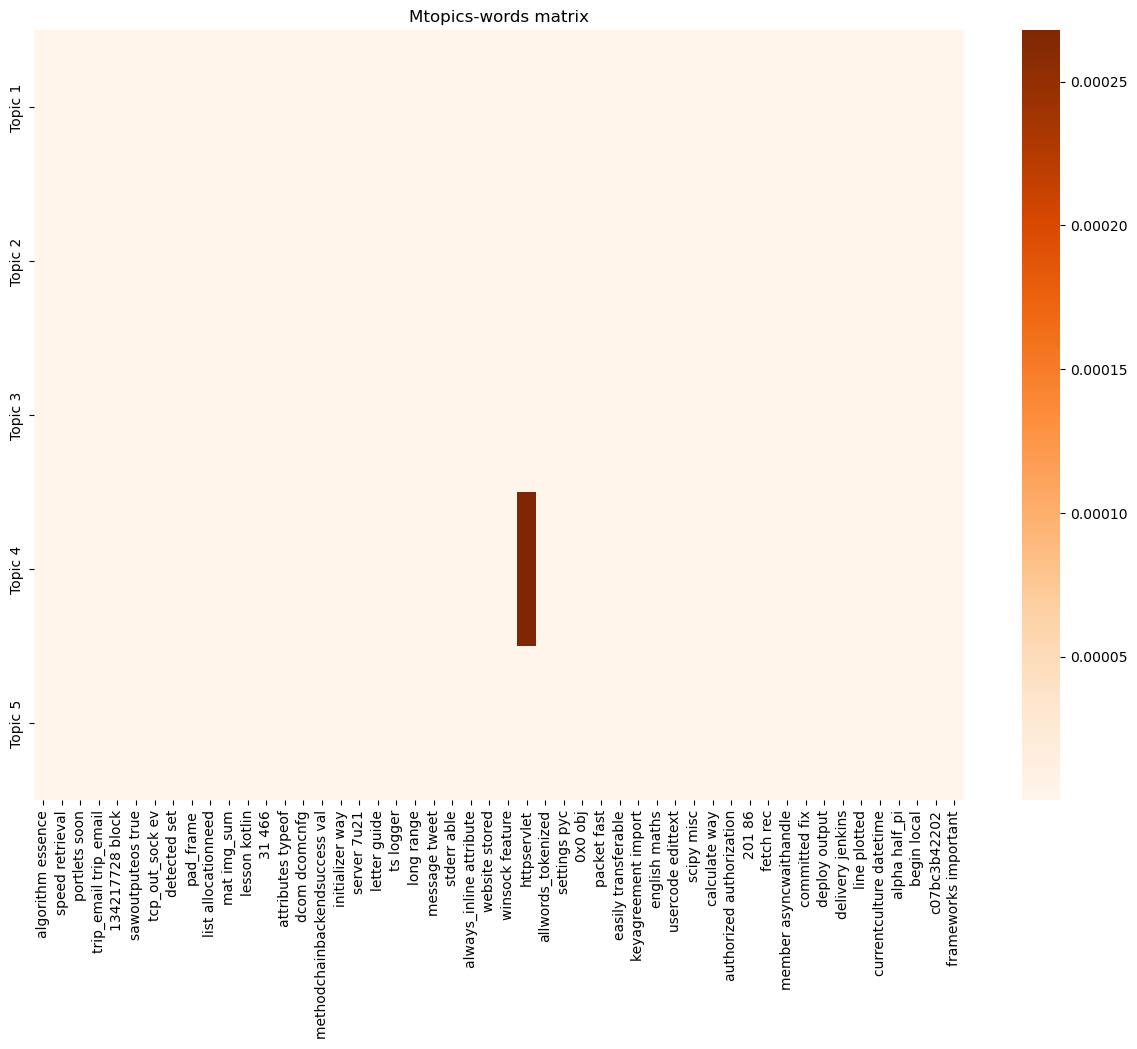 Mtopics-words matrix
Topic 1
Topic 2
Topic 3
Topic 4
Topic 5
0.00025
0.00020
0.00015
0.00010
0.00005
algorithm essence
speed retrieval
portlets soon
trip_email trip_email
134217728 block
sawoutputeos true
tcp_out_sock ev
detected set
pad_frame
list allocationneed
mat img_sum
lesson kotlin
31 466
attributes typeof
dcom dcomcnfg
methodchainbackendsuccess val
initializer way
server 7u21
letter guide
ts logger
long range
message tweet
stderr able
always_inline attribute
website stored
winsock feature
httpservlet
allwords_tokenized
settings pyc
0x0 obj
packet fast
easily transferable
keyagreement import
english maths
usercode edittext
scipy misc
calculate way
authorized authorization
201 86
fetch rec
member asyncwaithandle
committed fix
deploy output
delivery jenkins
line plotted
currentculture datetime
alpha half_pi
begin local
c07bc3b42202
frameworks important